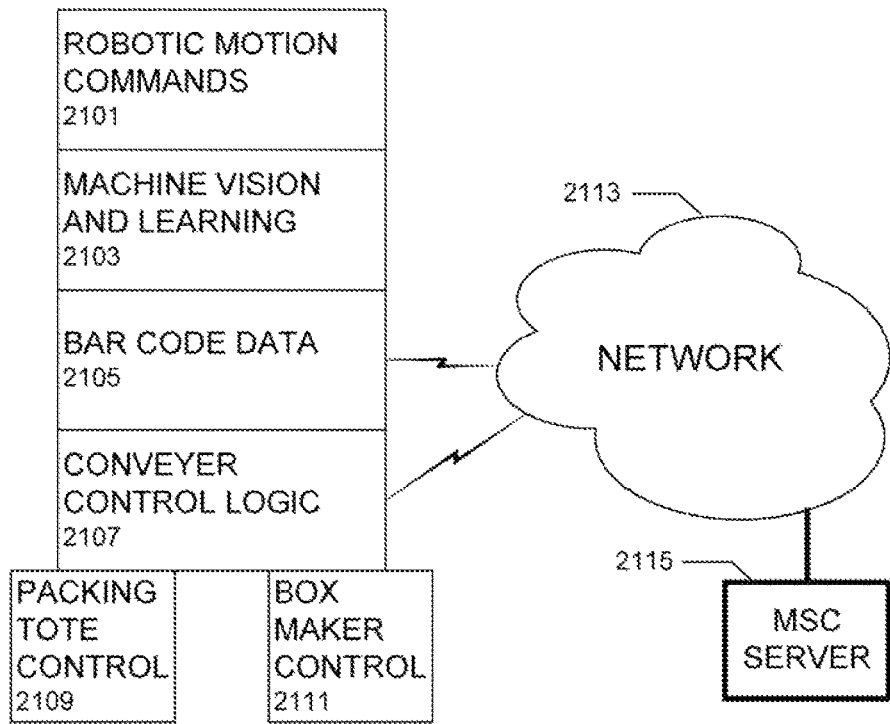 ROBOTIC MOTION
COMMANDS
2101
MACHINE VISION
AND LEARNING
2103
BAR CODE DATA
2105
CONVEYER
CONTROL LOGIC
2107
PACKING
TOTE
CONTROL
2109
BOX
MAKER
CONTROL
2111
2113
NETWORK
2115
MSC
SERVER